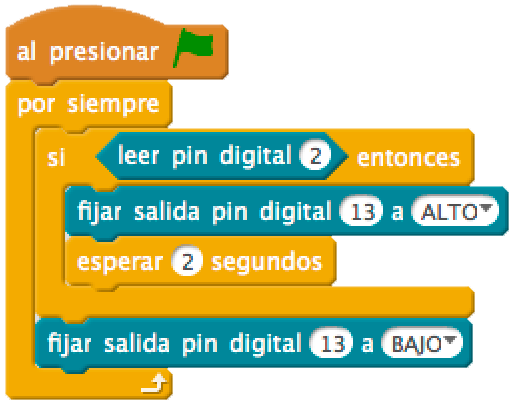 al presionar
por siempre
si leer pin digital 2 entonces
fijar salida pin digital 13 a ALTO
esperar 2 segundos
fijar salida pin digital 13 a BAJO